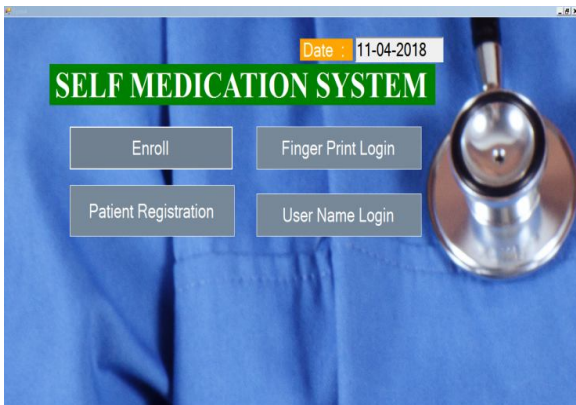 Date : 11-04-2018
SELF MEDICATION SYSTEM
Enroll
Finger Print Login
Patient Registration
User Name Login